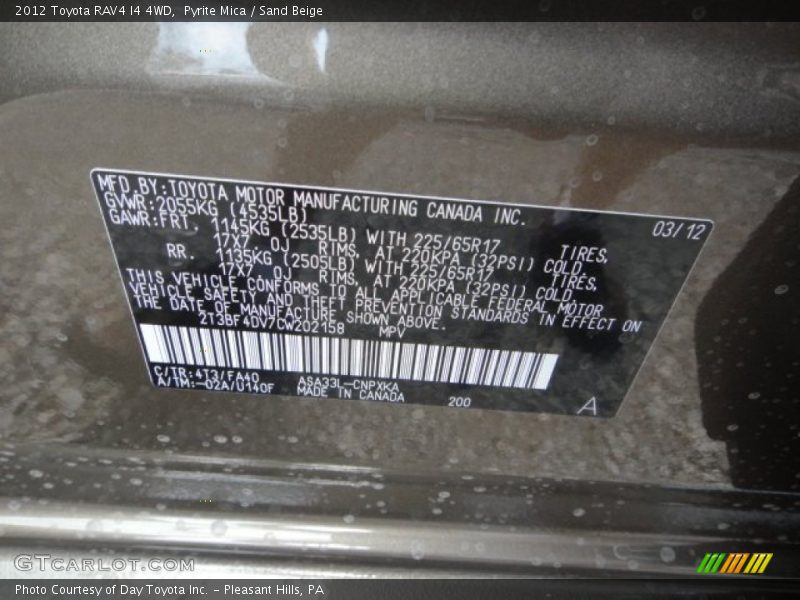 2012 Toyota RAV4 I4 4WD, Pyrite Mica / Sand Beige
MFD.BY:TOYOTA MOTOR MANUFACTURING CANADA INC.
GVWR:2055KG (4535LB) 03/12
GAWR:FRT. 1145KG (2535LB) WITH 225/65R17 TIRES,
17X7 0J RIMS, AT 220KPA (32PSI) COLD.
RR. 1135KG (2505LB) WITH 225/65R17 TIRES,
17X7 0J RIMS, AT 220KPA (32PSI) COLD.
THIS VEHICLE CONFORMS TO ALL APPLICABLE FEDERAL MOTOR
VEHICLE SAFETY AND THEFT PREVENTION STANDARDS IN EFFECT ON
THE DATE OF MANUFACTURE SHOWN ABOVE.
2T3BF4DV7CW202158 MPV
C/TR:4T3/FA40 ASA33L-CNPXKA
A/TM:-02A/U140F MADE IN CANADA 200 A
GTCarLot.com
Photo Courtesy of Day Toyota Inc. - Pleasant Hills, PA